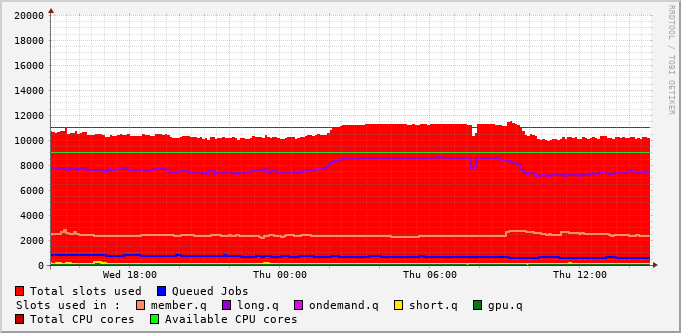 20000
18000
16000
14000
12000
10000
8000
6000
4000
2000
0
Wed 18:00 Thu 00:00 Thu 06:00 Thu 12:00
Total slots used Queued Jobs
Slots used in : member.q long.q ondemand.q short.q gpu.q
Total CPU cores Available CPU cores
RRDTOOL / TOBI OETIKER